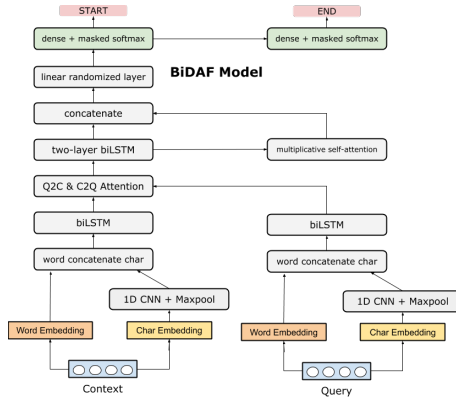 START
END
dense + masked softmax
dense + masked softmax
linear randomized layer
BiDAF Model
concatenate
two-layer biLSTM
multiplicative self-attention
Q2C & C2Q Attention
biLSTM
biLSTM
word concatenate char
word concatenate char
1D CNN + Maxpool
1D CNN + Maxpool
Word Embedding
Char Embedding
Word Embedding
Char Embedding
Context
Query